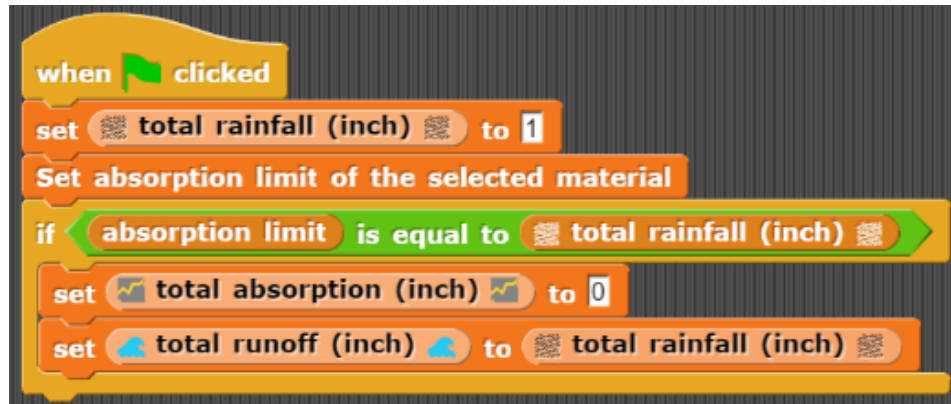 when clicked
set total rainfall (inch) to 1
Set absorption limit of the selected material
if absorption limit is equal to total rainfall (inch)
set total absorption (inch) to 0
set total runoff (inch) to total rainfall (inch)